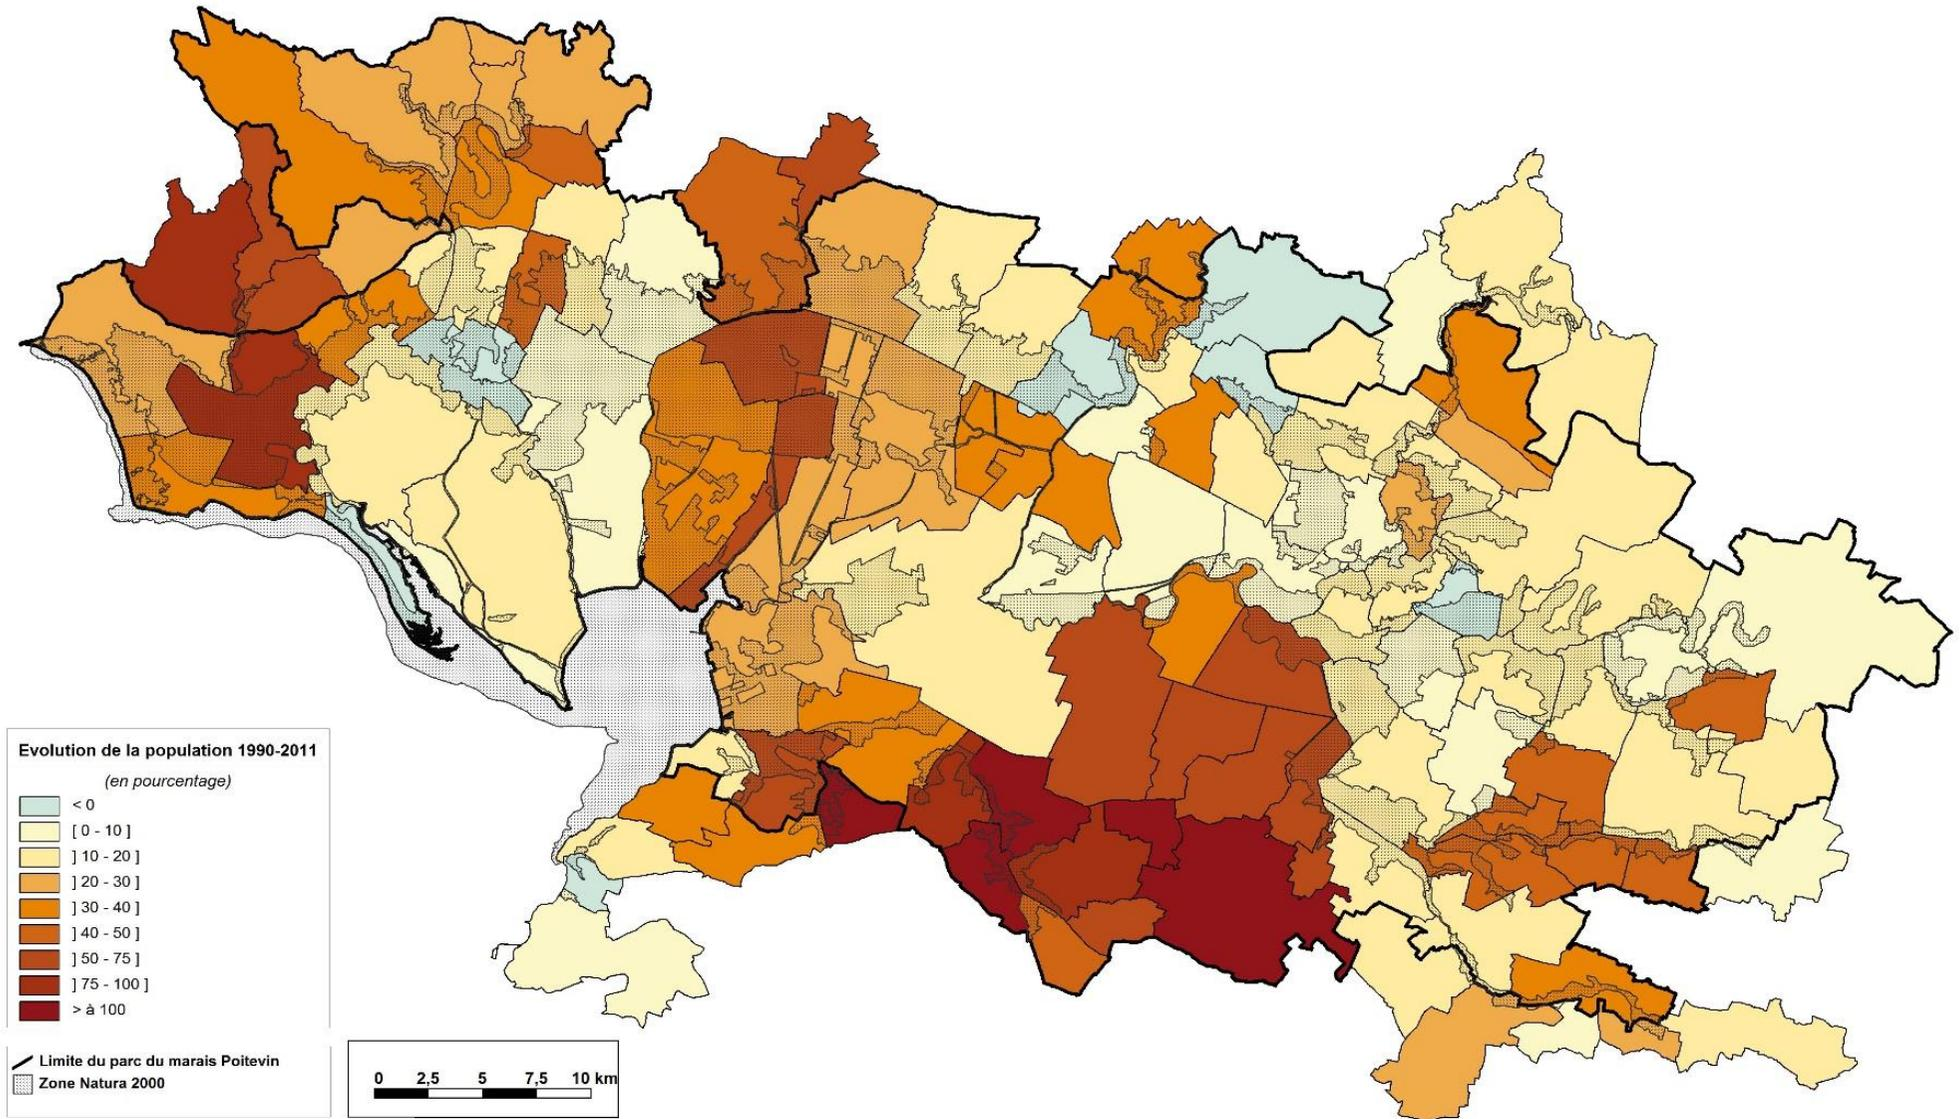 Evolution de la population 1990-2011
(en pourcentage)
< 0
[ 0 - 10 ]
] 10 - 20 ]
] 20 - 30 ]
] 30 - 40 ]
] 40 - 50 ]
] 50 - 75 ]
] 75 - 100 ]
> à 100
Limite du parc du marais Poitevin
Zone Natura 2000
0 2,5 5 7,5 10 km